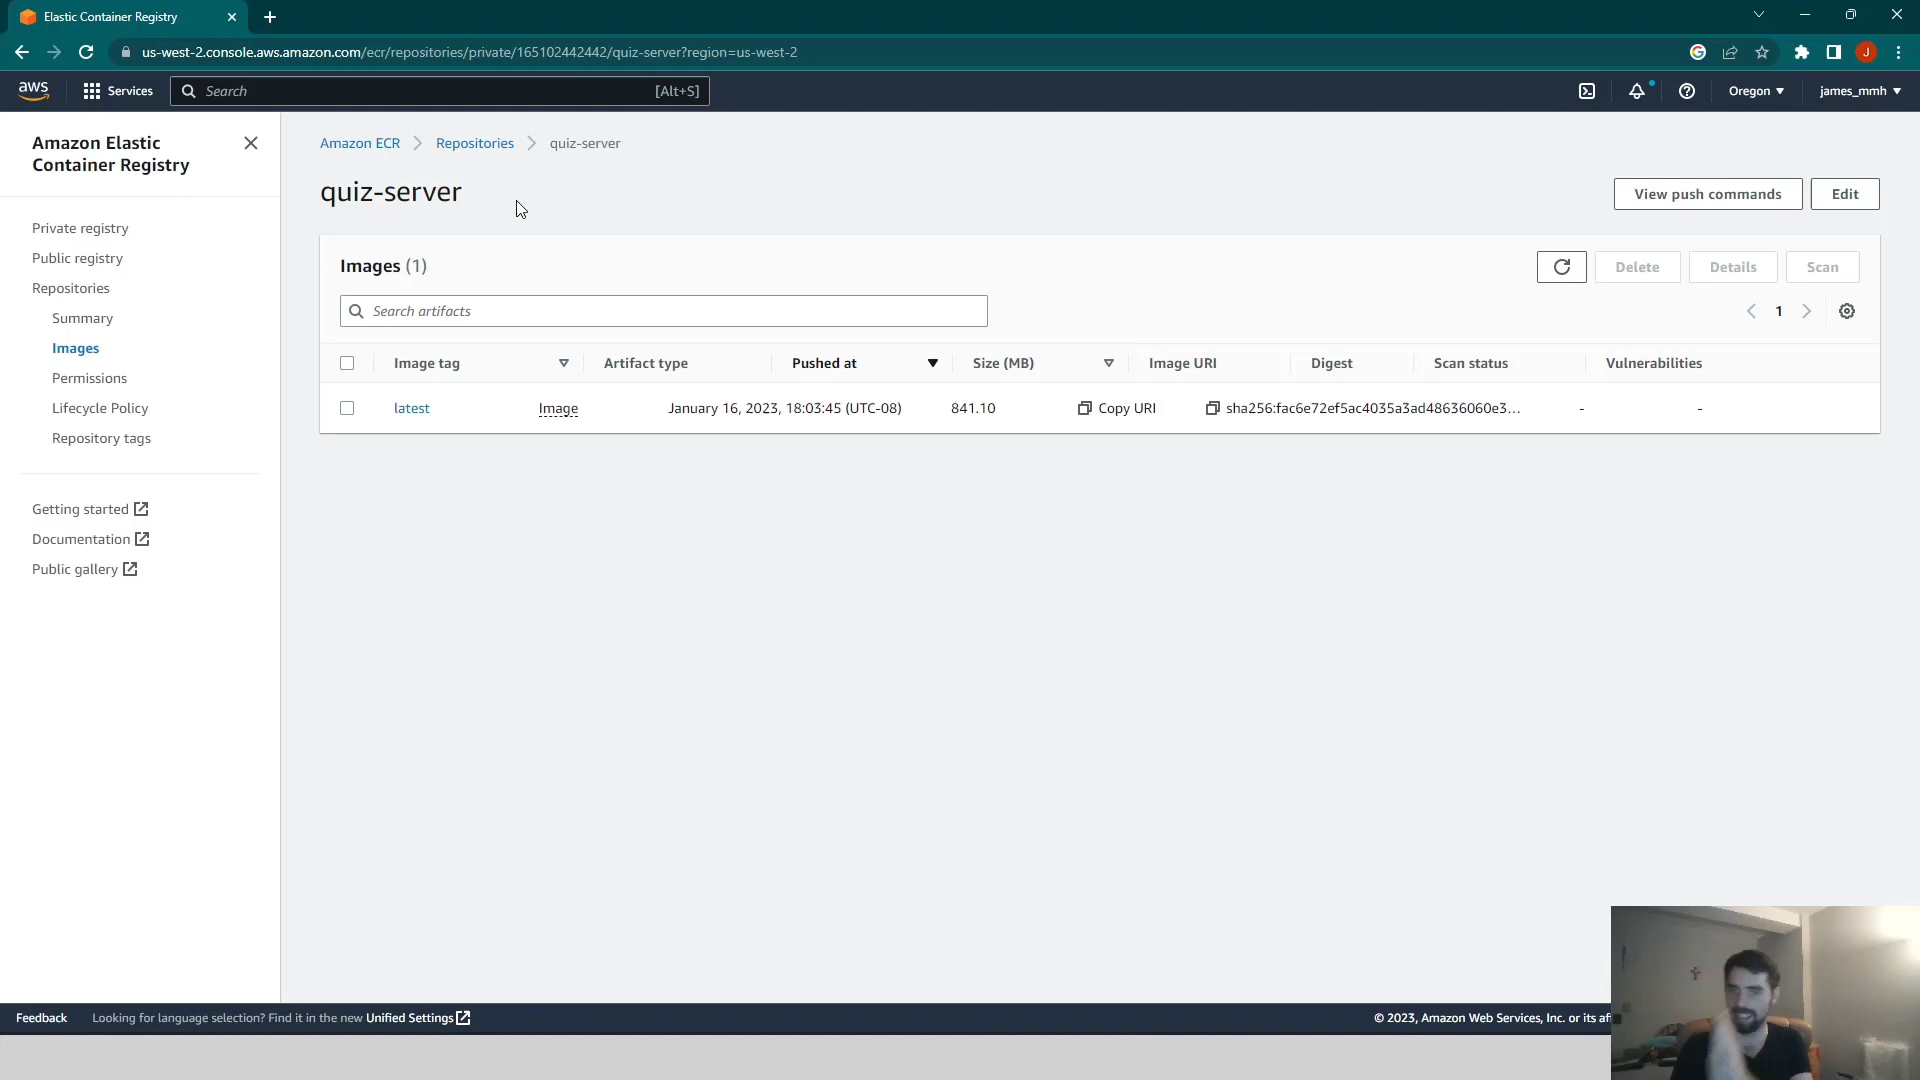 Elastic Container Registry
us-west-2.console.aws.amazon.com/ecr/repositories/private/165102442442/quiz-server?region=us-west-2
J
aws
Services
Search
[Alt+S]
Oregon
james_mmh
Amazon Elastic
Container Registry
Private registry
Public registry
Repositories
Summary
Images
Permissions
Lifecycle Policy
Repository tags
Getting started
Documentation
Public gallery
Amazon ECR
Repositories
quiz-server
quiz-server
View push commands
Edit
Images (1)
Delete
Details
Scan
Search artifacts
1
Image tag
Artifact type
Pushed at
Size (MB)
Image URI
Digest
Scan status
Vulnerabilities
latest
Image
January 16, 2023, 18:03:45 (UTC-08)
841.10
Copy URI
sha256:fac6e72ef5ac4035a3ad48636060e3...
-
-
Feedback
Looking for language selection? Find it in the new Unified Settings
© 2023, Amazon Web Services, Inc. or its